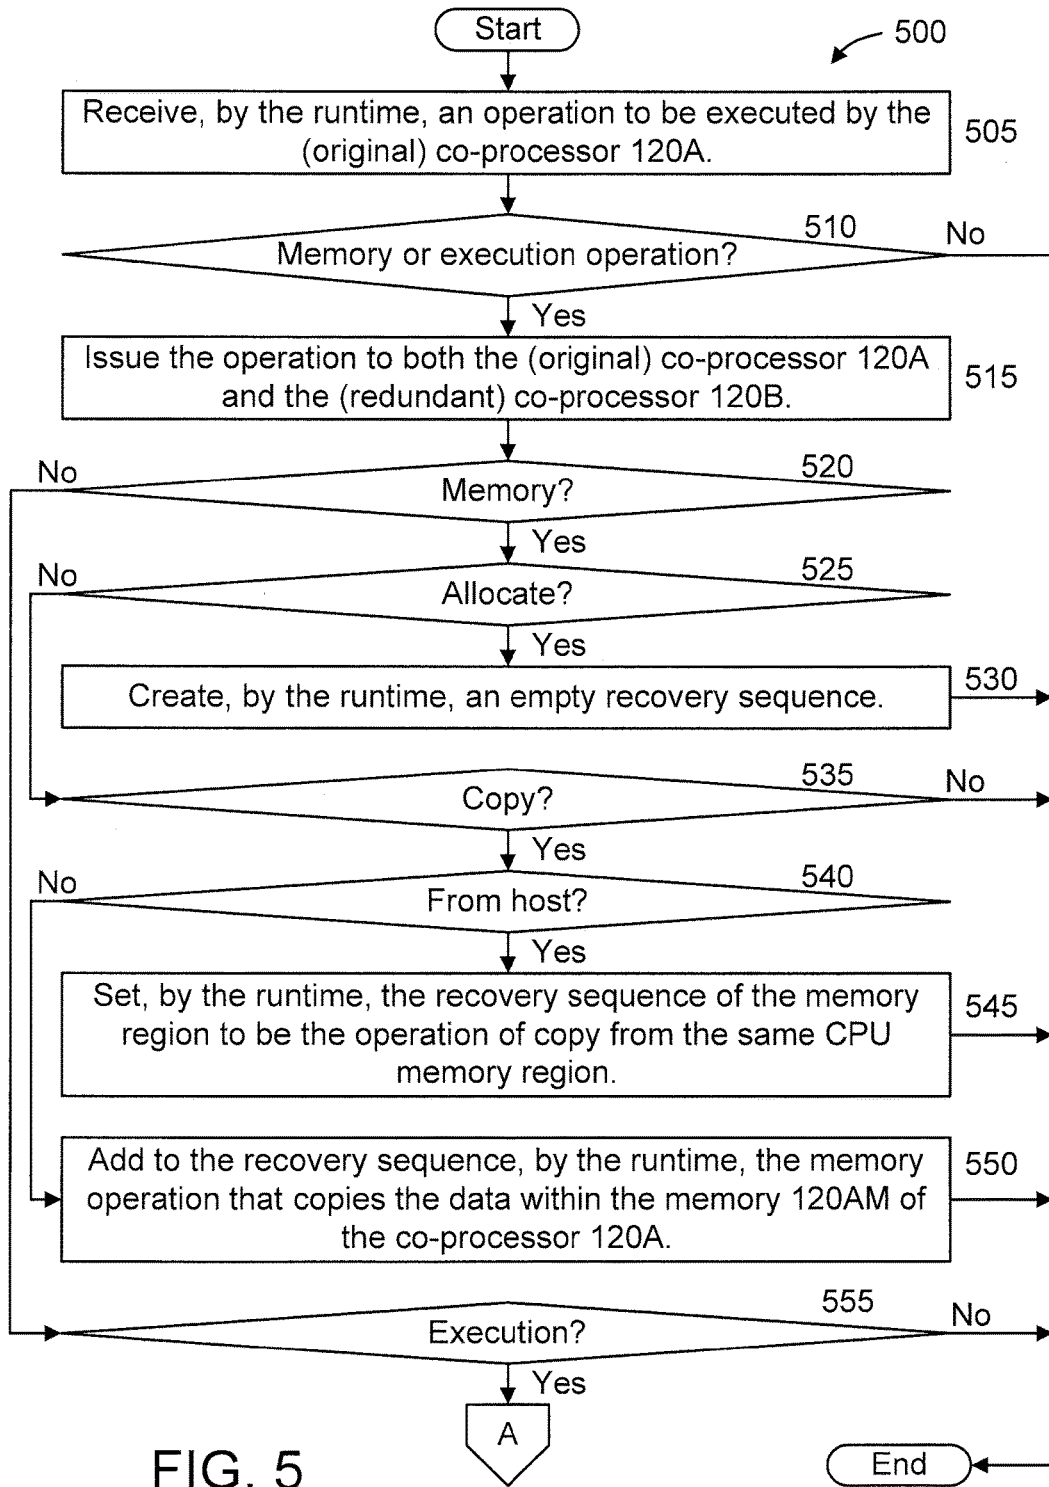 Start
500
Receive, by the runtime, an operation to be executed by the
(original) co-processor 120A.
505
510
No
Memory or execution operation?
Yes
Issue the operation to both the (original) co-processor 120A
and the (redundant) co-processor 120B.
515
No
520
Memory?
Yes
No
525
Allocate?
Yes
Create, by the runtime, an empty recovery sequence.
530
535
No
Copy?
Yes
No
540
From host?
Yes
Set, by the runtime, the recovery sequence of the memory
region to be the operation of copy from the same CPU
memory region.
545
Add to the recovery sequence, by the runtime, the memory
operation that copies the data within the memory 120AM of
the co-processor 120A.
550
555
No
Execution?
Yes
A
FIG. 5
End